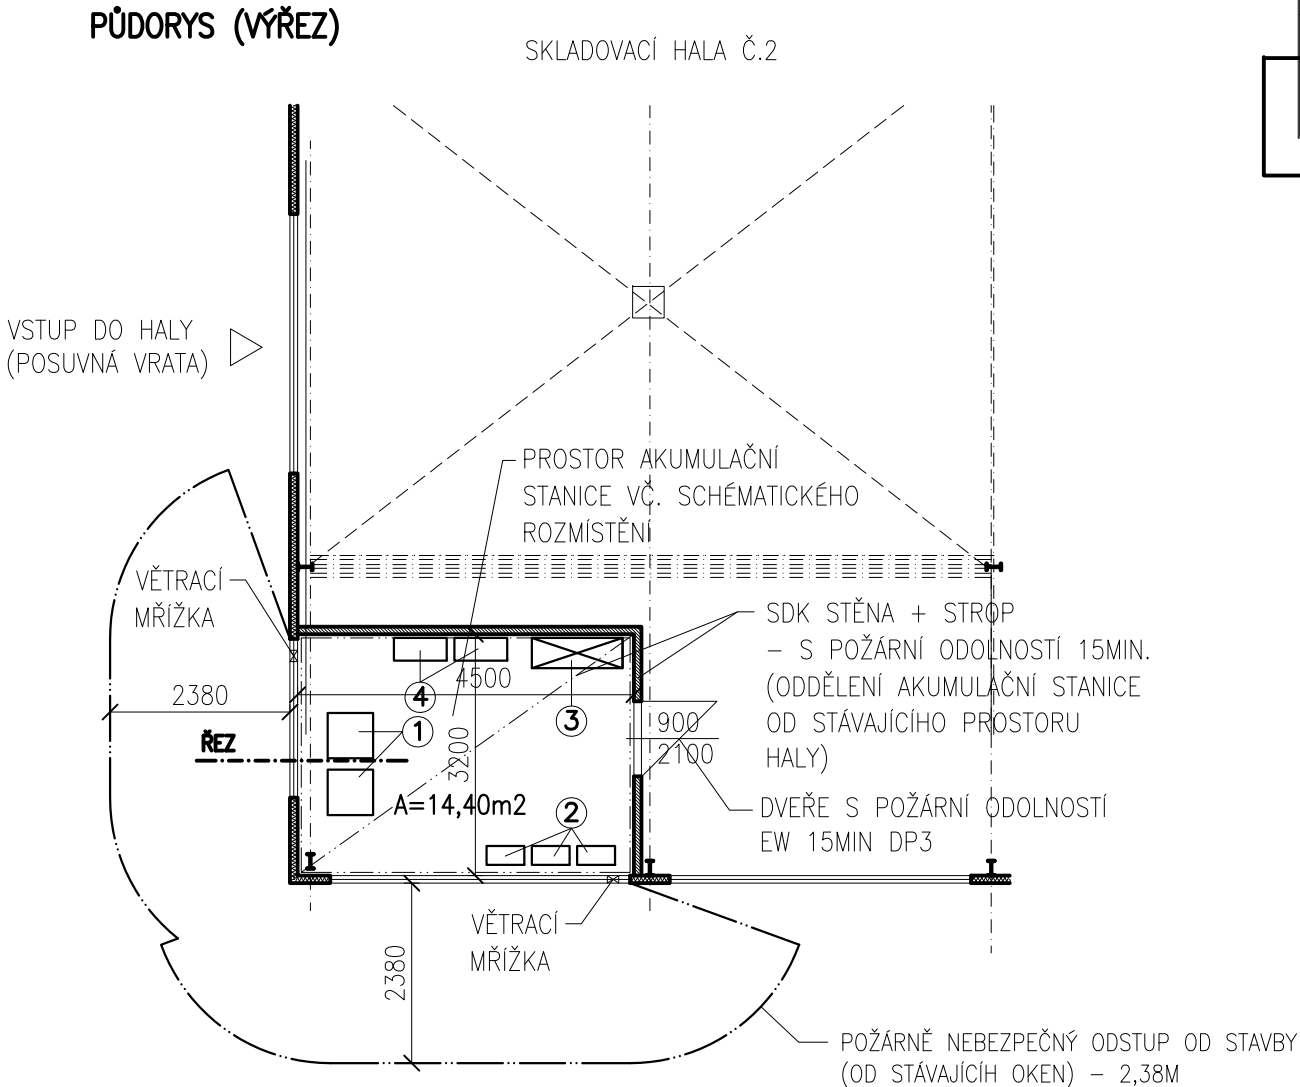 PŮDORYS (VÝŘEZ)
SKLADOVACÍ HALA Č.2
VSTUP DO HALY
(POSUVNÁ VRATA)
PROSTOR AKUMULAČNÍ
STANICE VČ. SCHÉMATICKÉHO
ROZMÍSTĚNÍ
VĚTRACÍ
MŘÍŽKA
SDK STĚNA + STROP
– S POŽÁRNÍ ODOLNOSTÍ 15MIN.
(ODDĚLENÍ AKUMULAČNÍ STANICE
OD STÁVAJÍCÍHO PROSTORU
HALY)
2380
4500
4
3
1
900
2100
ŘEZ
3200
A=14,40m2
2
DVEŘE S POŽÁRNÍ ODOLNOSTÍ
EW 15MIN DP3
VĚTRACÍ
MŘÍŽKA
2380
POŽÁRNĚ NEBEZPEČNÝ ODSTUP OD STAVBY
(OD STÁVAJÍCÍH OKEN) – 2,38M